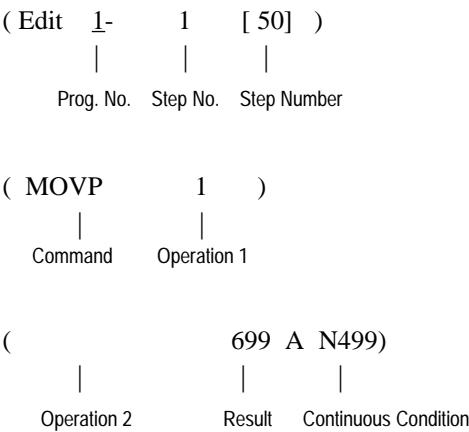 ( Edit 1- 1 [ 50] )
Prog. No. Step No. Step Number
( MOVP 1 )
Command Operation 1
( 699 A N499)
Operation 2 Result Continuous Condition